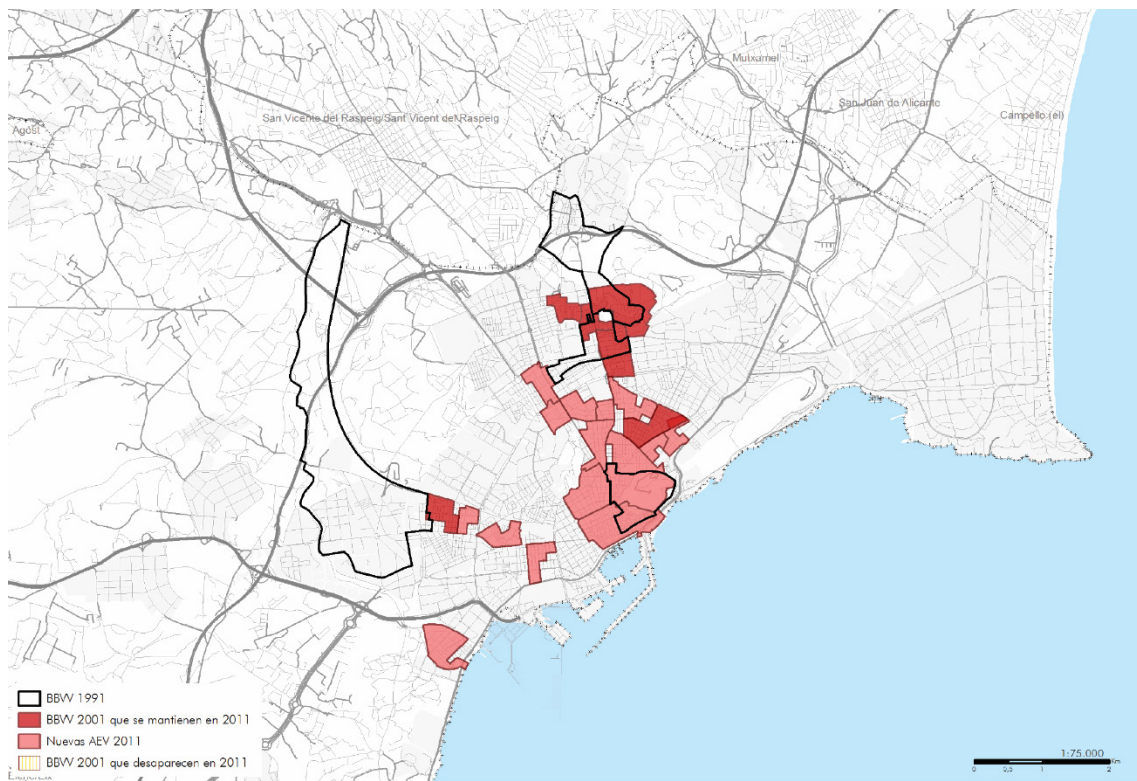 Mutxamel
San Juan de Alicante
San Vicente del Raspeig/Sant Vicent del Raspeig
Campello (el)
Agost
BBVV 1991
BBVV 2001 que se mantienen en 2011
Nuevas AEV 2011
BBVV 2001 que desaparecen en 2011
1:75.000
Km
0 0,5 1 2